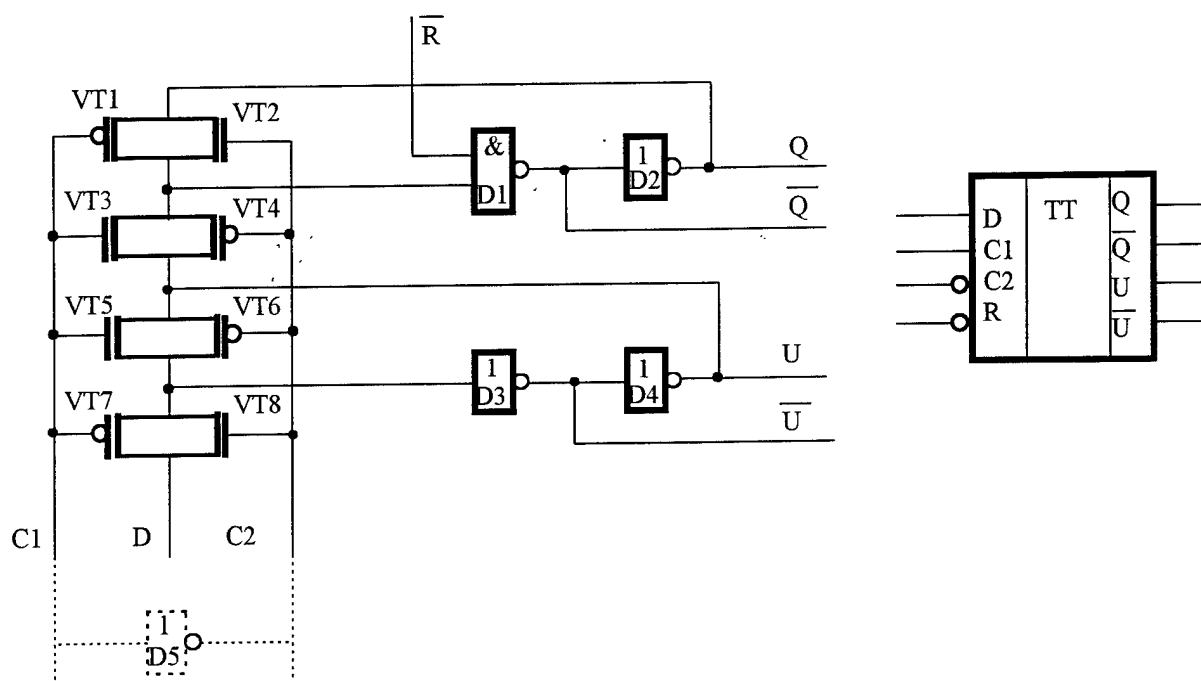 R
VT1
VT2
&
D1
1
D2
Q
Q
VT3
VT4
VT5
VT6
1
D3
1
D4
U
U
VT7
VT8
C1
D
C2
1
D5
D
C1
C2
R
TT
Q
Q
U
U